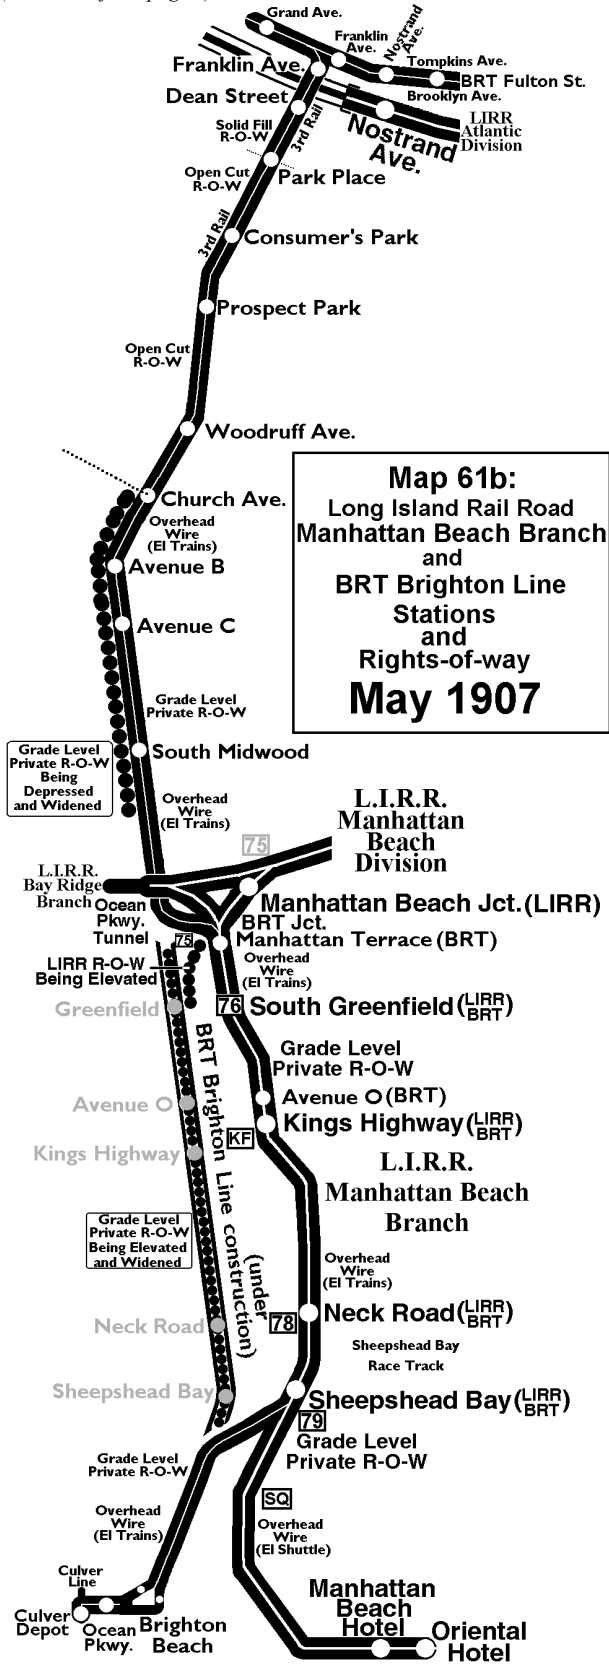 Grand Ave.
Franklin
Ave.
Nostrand
Ave.
Tompkins Ave.
Franklin Ave.
BRT Fulton St.
Brooklyn Ave.
Dean Street
LIRR
Atlantic
Division
Nostrand
Ave.
Solid Fill
R-O-W
3rd Rail
Open Cut
R-O-W
Park Place
3rd Rail
Consumer's Park
Prospect Park
Open Cut
R-O-W
Woodruff Ave.
Map 61b:
Long Island Rail Road
Manhattan Beach Branch
and
BRT Brighton Line
Stations
and
Rights-of-way
May 1907
Church Ave.
Overhead
Wire
(El Trains)
Avenue B
Avenue C
Grade Level
Private R-O-W
South Midwood
Grade Level
Private R-O-W
Being
Depressed
and Widened
Overhead
Wire
(El Trains)
L.I.R.R.
Manhattan
Beach
Division
75
L.I.R.R.
Bay Ridge
Branch
Ocean
Pkwy.
Tunnel
Manhattan Beach Jct. (LIRR)
BRT Jct.
Manhattan Terrace (BRT)
75
LIRR R-O-W
Being Elevated
Overhead
Wire
(El Trains)
Greenfield
76
South Greenfield (LIRR
BRT)
BRT Brighton Line construction)
(under
Grade Level
Private R-O-W
Avenue O
Avenue O (BRT)
Kings Highway (LIRR
BRT)
KF
Kings Highway
L.I.R.R.
Manhattan Beach
Branch
Grade Level
Private R-O-W
Being Elevated
and Widened
Overhead
Wire
(El Trains)
Neck Road
78
Neck Road (LIRR
BRT)
Sheepshead Bay
Race Track
Sheepshead Bay
Sheepshead Bay (LIRR
BRT)
79
Grade Level
Private R-O-W
Grade Level
Private R-O-W
SQ
Overhead
Wire
(El Trains)
Overhead
Wire
(El Shuttle)
Culver
Line
Culver
Depot
Ocean
Pkwy.
Brighton
Beach
Manhattan
Beach
Hotel
Oriental
Hotel